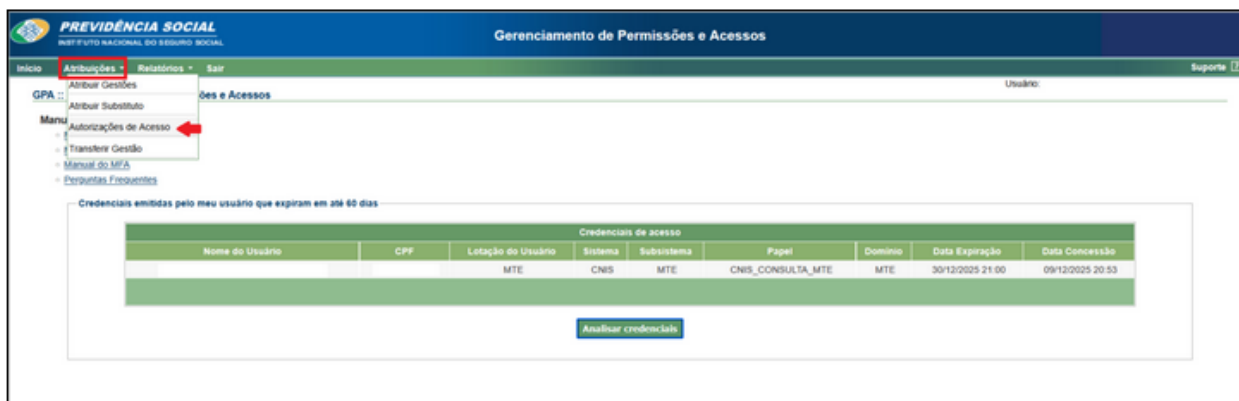 PREVIDÊNCIA SOCIAL
INSTITUTO NACIONAL DO SEGURO SOCIAL
Gerenciamento de Permissões e Acessos
Início Atribuições Relatórios Sair Suporte
Usuário:
Atribuir Gestões
GPA :: ões e Acessos
Atribuir Substituto
Manu
Autorizações de Acesso
Transferir Gestão
Manual do MFA
Perguntas Frequentes
Credenciais emitidas pelo meu usuário que expiram em até 60 dias
Credenciais de acesso
Nome do Usuário CPF Lotação do Usuário Sistema Subsistema Papel Domínio Data Expiração Data Concessão
MTE CNIS MTE CNIS_CONSULTA_MTE MTE 30/12/2025 21:00 09/12/2025 20:53
Analisar credenciais